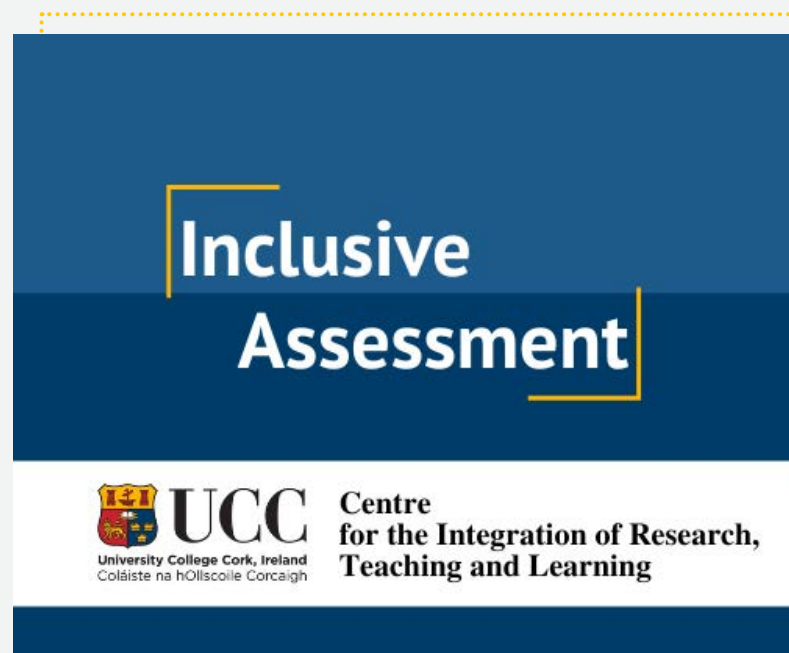 Inclusive
Assessment
UCC
University College Cork, Ireland
Coláiste na hOllscoile Corcaigh
Centre
for the Integration of Research,
Teaching and Learning